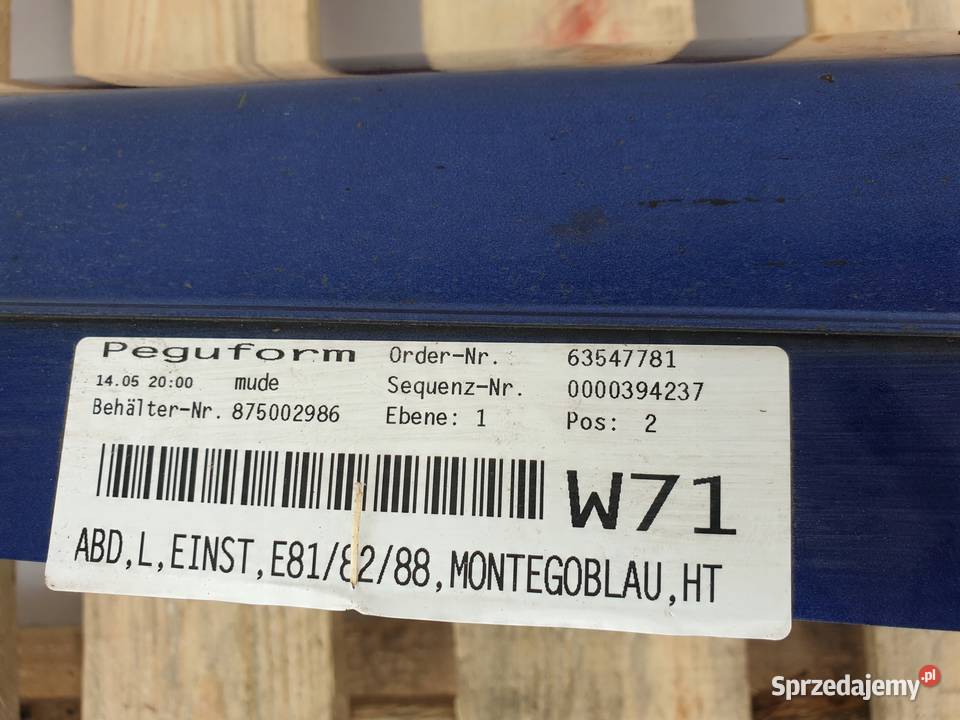 Peguform Order-Nr. 63547781
14.05 20:00 mude Sequenz-Nr. 0000394237
Behälter-Nr. 875002986 Ebene: 1 Pos: 2
W71
ABD,L,EINST,E81/82/88,MONTEGOBLAU,HT
Sprzedajemy.pl